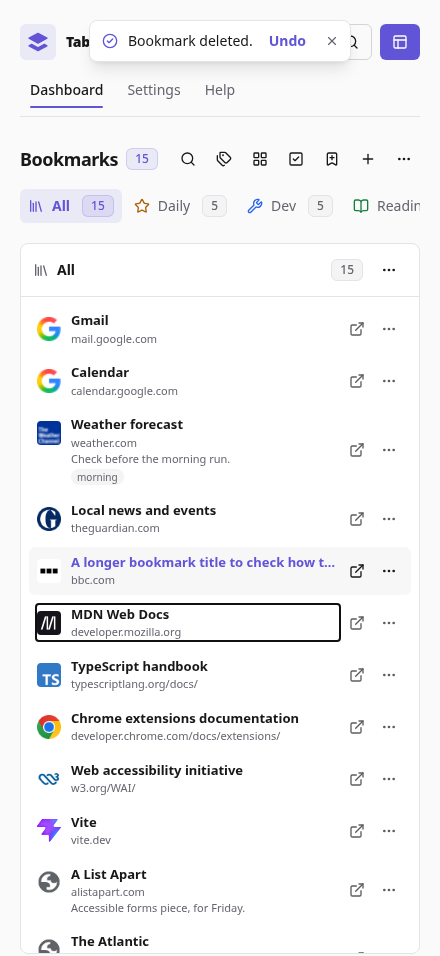 Tab
Bookmark deleted. Undo
Dashboard Settings Help
Bookmarks 15
All 15 Daily 5 Dev 5 Readin
All 15
Gmail
mail.google.com
Calendar
calendar.google.com
Weather forecast
weather.com
Check before the morning run.
morning
Local news and events
theguardian.com
A longer bookmark title to check how t...
bbc.com
MDN Web Docs
developer.mozilla.org
TypeScript handbook
typescriptlang.org/docs/
Chrome extensions documentation
developer.chrome.com/docs/extensions/
Web accessibility initiative
w3.org/WAI/
Vite
vite.dev
A List Apart
alistapart.com
Accessible forms piece, for Friday.
The Atlantic